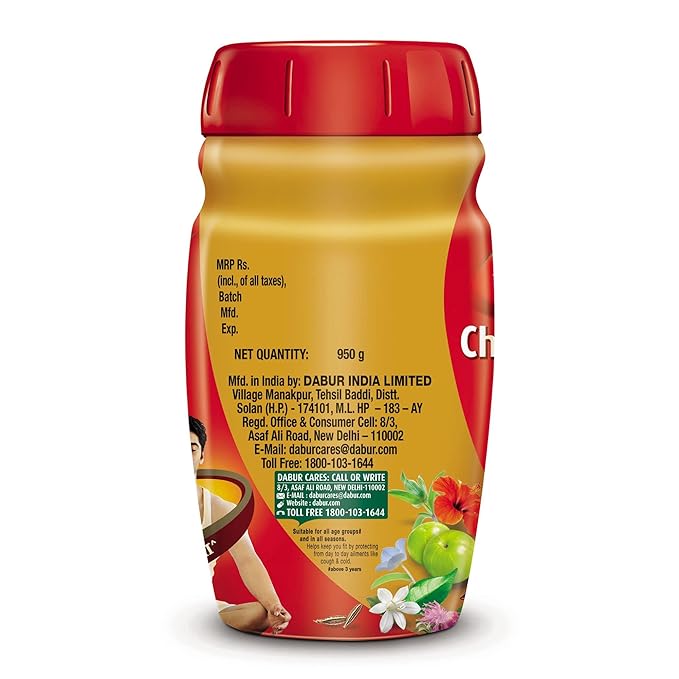 MRP Rs.
(incl., of all taxes),
Batch
Mfd.
Exp.
NET QUANTITY: 950 g
Ch
Mfd. in India by: DABUR INDIA LIMITED
Village Manakpur, Tehsil Baddi, Distt.
Solan (H.P.) - 174101, M.L. HP – 183 – AY
Regd. Office & Consumer Cell: 8/3,
Asaf Ali Road, New Delhi – 110002
E-Mail: daburcares@dabur.com
Toll Free: 1800-103-1644
DABUR CARES: CALL OR WRITE
8/3, ASAF ALI ROAD, NEW DELHI-110002
E-MAIL: daburcares@dabur.com
Website: dabur.com
TOLL FREE 1800-103-1644
Suitable for all age groups#
and in all seasons.
Helps keep you fit by protecting
from day to day ailments like
cough & cold.
#above 3 years